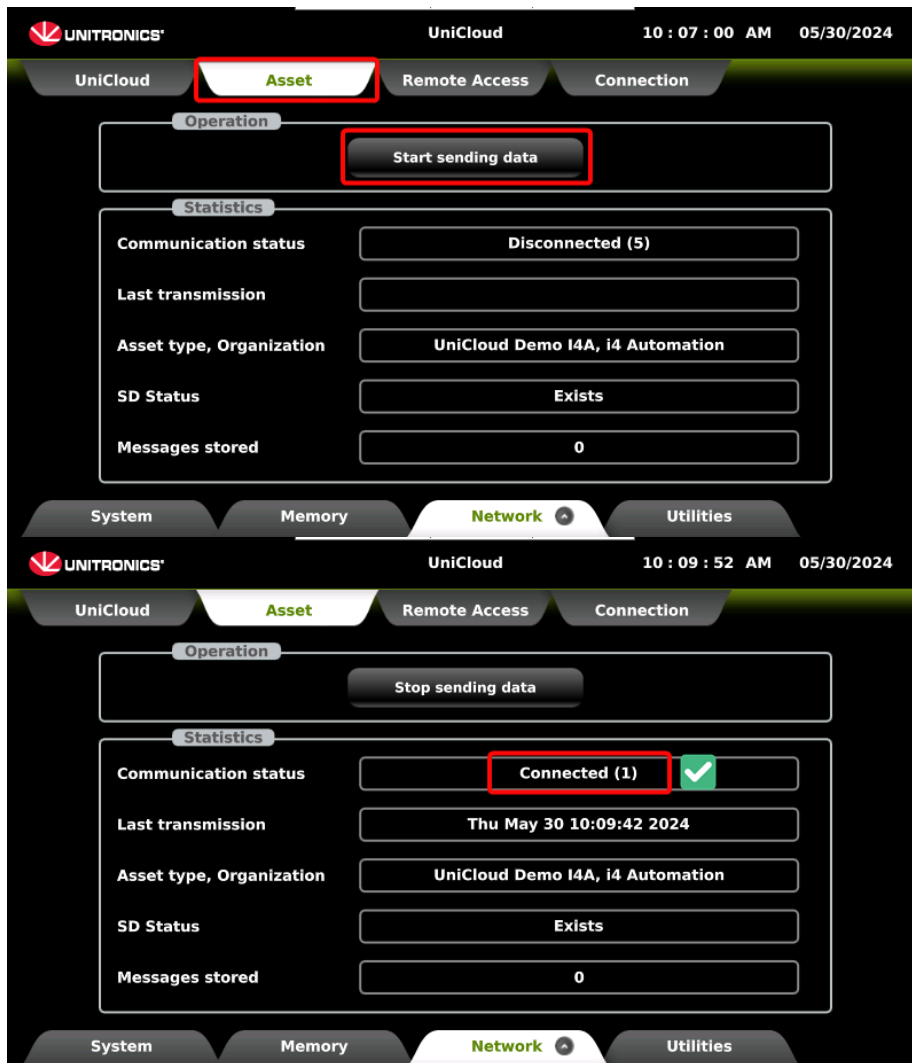 UNITRONICS UniCloud 10 : 07 : 00 AM 05/30/2024
UniCloud Asset Remote Access Connection
Operation
Start sending data
Statistics
Communication status Disconnected (5)
Last transmission
Asset type, Organization UniCloud Demo I4A, i4 Automation
SD Status Exists
Messages stored 0
System Memory Network Utilities
UNITRONICS UniCloud 10 : 09 : 52 AM 05/30/2024
UniCloud Asset Remote Access Connection
Operation
Stop sending data
Statistics
Communication status Connected (1)
Last transmission Thu May 30 10:09:42 2024
Asset type, Organization UniCloud Demo I4A, i4 Automation
SD Status Exists
Messages stored 0
System Memory Network Utilities